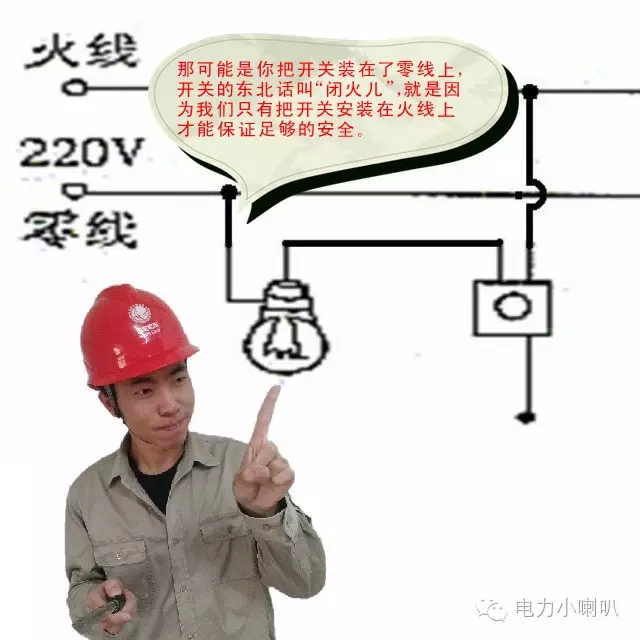 火线
那可能是你把开关装在了零线上,
开关的东北话叫“闭火儿”,就是因
为我们只有把开关安装在火线上
才能保证足够的安全。
220V
零线
电力小喇叭